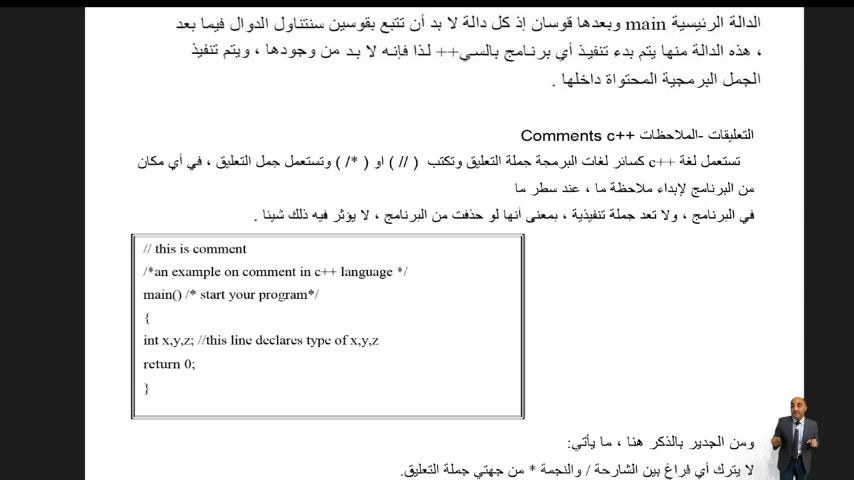 الدالة الرئيسية main وبعدها قوسان إذ كل دالة لا بد أن تتبع بقوسين سنتناول الدوال فيما بعد
، هذه الدالة منها يتم بدء تنفيذ أي برنامج بالسي++ لذا فإنه لا بد من وجودها ، ويتم تنفيذ
الجمل البرمجية المحتواة داخلها .
التعليقات -الملاحظات Comments c++
تستعمل لغة c++ كسائر لغات البرمجة جملة التعليق وتكتب ( // ) او ( */ ) وتستعمل جمل التعليق ، في أي مكان
من البرنامج لإبداء ملاحظة ما ، عند سطر ما
في البرنامج ، ولا تعد جملة تنفيذية ، بمعنى أنها لو حذفت من البرنامج ، لا يؤثر فيه ذلك شيئا .
// this is comment
/*an example on comment in c++ language */
main() /* start your program*/
{
int x,y,z; //this line declares type of x,y,z
return 0;
}
ومن الجدير بالذكر هنا ، ما يأتي:
لا يترك أي فراغ بين الشارحة / والنجمة * من جهتي جملة التعليق.